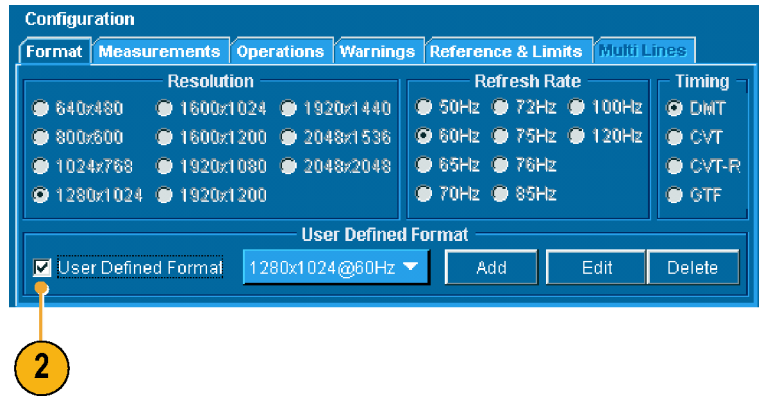 Configuration
Format Measurements Operations Warnings Reference & Limits Multi Lines
Resolution Refresh Rate Timing
640x480 1600x1024 1920x1440 50Hz 72Hz 100Hz DMT
800x600 1600x1200 2048x1536 60Hz 75Hz 120Hz CVT
1024x768 1920x1080 2048x2048 65Hz 76Hz CVT-R
1280x1024 1920x1200 70Hz 85Hz GTF
User Defined Format
User Defined Format 1280x1024@60Hz Add Edit Delete
2